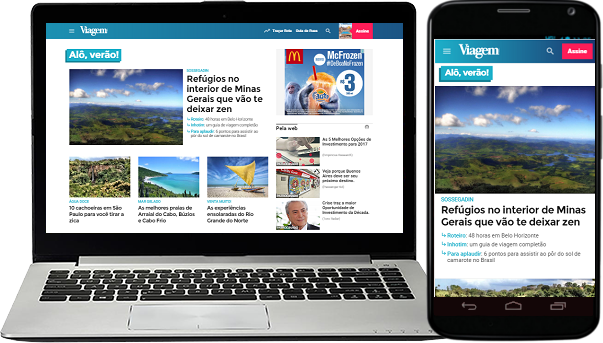 Viagem
Traçar Rota
Guia de Ruas
Assine
Alô, verão!
SOSSEGADIN
Refúgios no
interior de Minas
Gerais que vão te
deixar zen
Roteiro: 48 horas em Belo Horizonte
Inhotim: um guia de viagem completão
Para aplaudir: 6 pontos para assistir ao
pôr do sol de camarote no Brasil
ÁGUA DOCE
10 cachoeiras em São
Paulo para você tirar a
zica
MAR SALGADO
As melhores praias de
Arraial do Cabo, Búzios
e Cabo Frio
VENTA MUITO
As experiências
ensolaradas do Rio
Grande do Norte
McFrozen
#GeBomMcFrozen
R$3
Pela web
As 5 Melhores Opções de
Investimento para 2017
Veja porque Buenos
Aires deve ser seu
próximo destino.
Crise traz a maior
Oportunidade de
Investimento da Década.
Viagem
Assine
Alô, verão!
SOSSEGADIN
Refúgios no interior de Minas
Gerais que vão te deixar zen
Roteiro: 48 horas em Belo Horizonte
Inhotim: um guia de viagem completão
Para aplaudir: 6 pontos para assistir ao pôr do sol de
camarote no Brasil